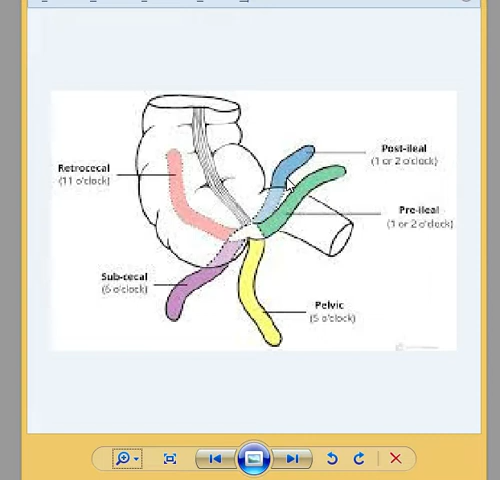 Post-ileal
(1 or 2 o'clock)
Retrocecal
(11 o'clock)
Pre-ileal
(1 or 2 o'clock)
Sub-cecal
(6 o'clock)
Pelvic
(5 o'clock)